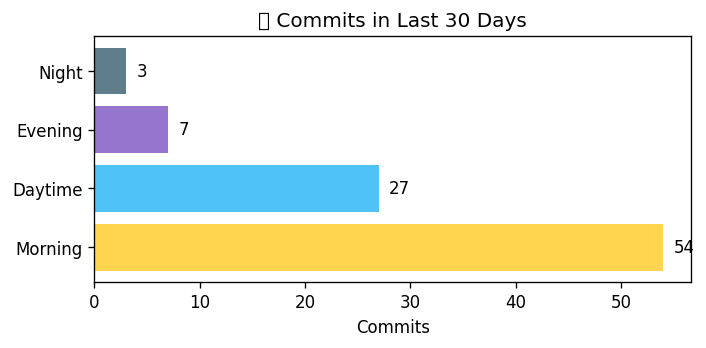 ▯ Commits in Last 30 Days
Night 3
Evening 7
Daytime 27
Morning 54
0 10 20 30 40 50
Commits